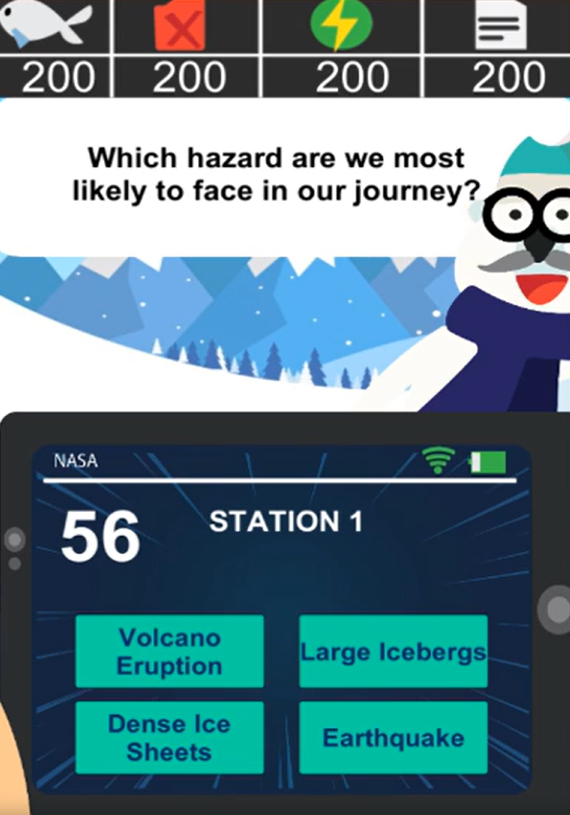 200 200 200 200
Which hazard are we most
likely to face in our journey?
NASA
56 STATION 1
Volcano
Eruption
Large Icebergs
Dense Ice
Sheets
Earthquake